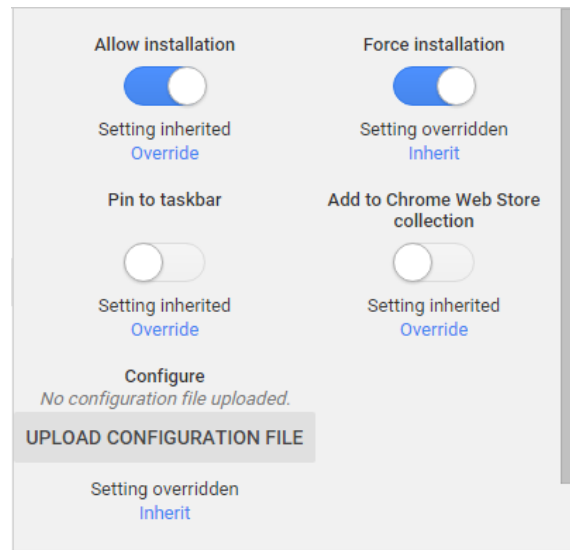 Allow installation
Force installation
Setting inherited
Override
Setting overridden
Inherit
Pin to taskbar
Add to Chrome Web Store
collection
Setting inherited
Override
Setting inherited
Override
Configure
No configuration file uploaded.
UPLOAD CONFIGURATION FILE
Setting overridden
Inherit